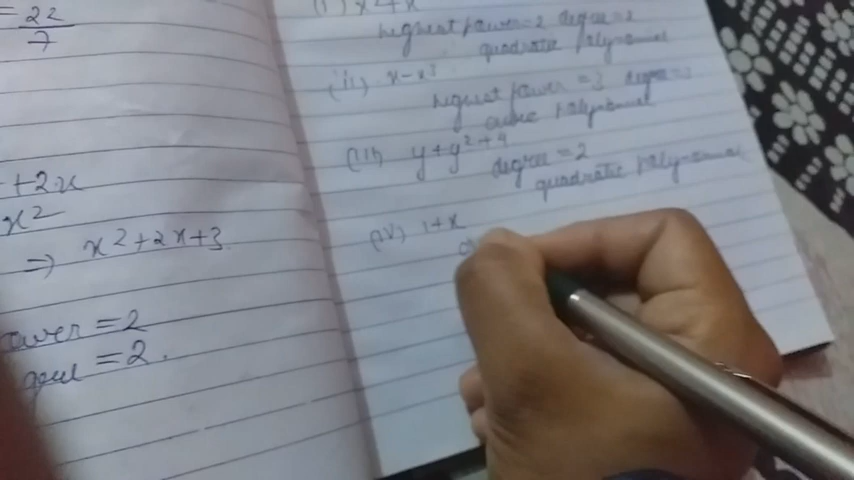 = 22
7
+2x
x2
=> x2+2x+3
ower = 2
gree = 2.
(i) x2+x
highest power=2 degree=2
quadratic polynomial
(ii) x-x3
highest power =3 degree=3
cubic polynomial
(iii) y+y2+4
degree =2
quadratic polynomial
(iv) 1+x